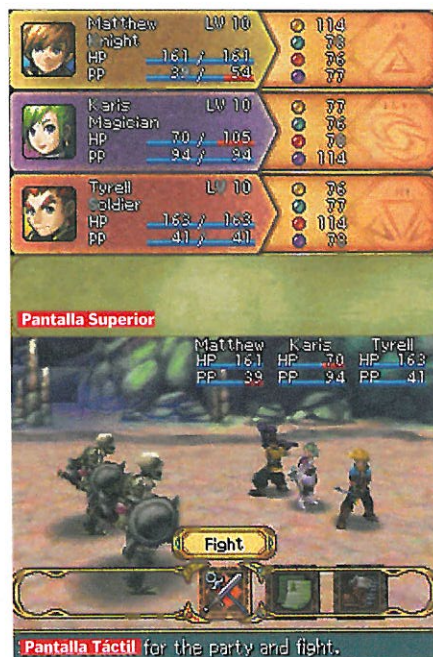 Matthew LV 10 114
Knight 78
HP 161 / 161 76
PP 39 / 54 77
Karis LV 10 77
Magician 76
HP 70 / 105 78
PP 94 / 94 114
Tyrell LV 10 76
Soldier 77
HP 163 / 163 114
PP 41 / 41 78
Pantalla Superior
Matthew Karis Tyrell
HP 161 HP 70 HP 163
PP 39 PP 94 PP 41
Fight
Pantalla Táctil for the party and fight.